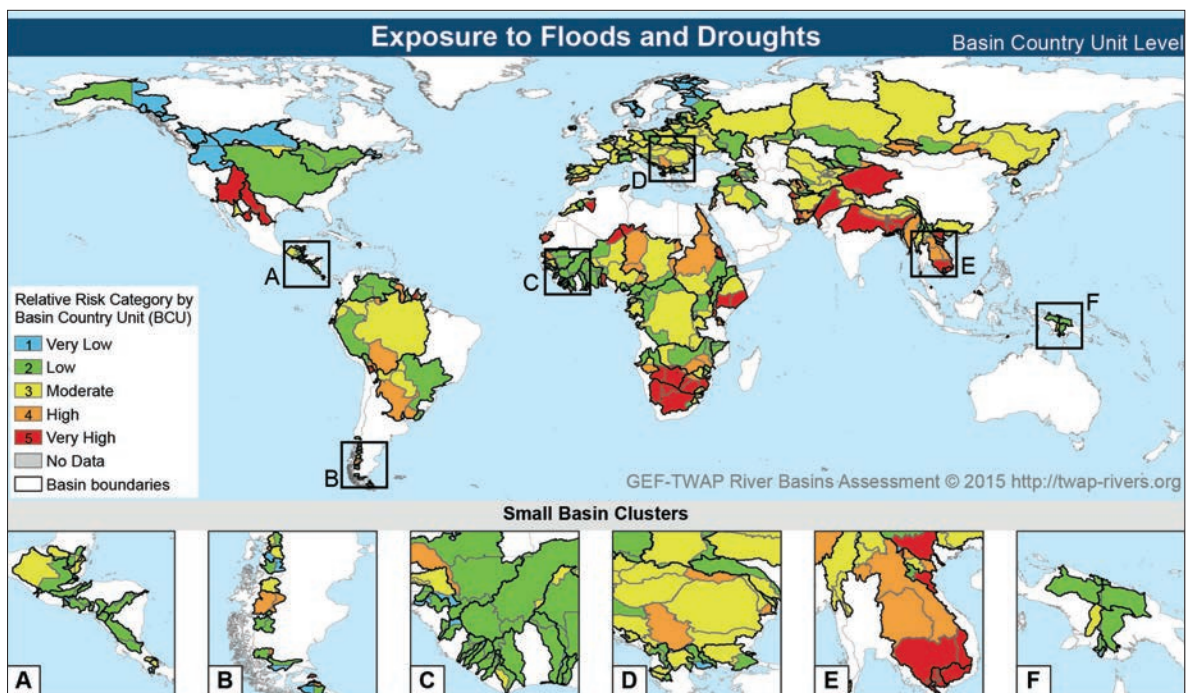 Exposure to Floods and Droughts
Basin Country Unit Level
A
B
C
D
E
F
Relative Risk Category by
Basin Country Unit (BCU)
1 Very Low
2 Low
3 Moderate
4 High
5 Very High
No Data
Basin boundaries
GEF-TWAP River Basins Assessment © 2015 http://twap-rivers.org
Small Basin Clusters
A
B
C
D
E
F